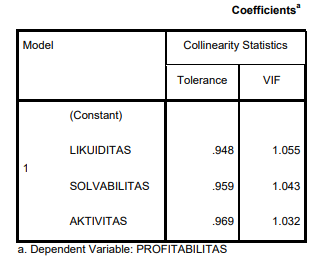 Coefficientsa
Model Collinearity Statistics
Tolerance VIF
(Constant)
LIKUIDITAS .948 1.055
1
SOLVABILITAS .959 1.043
AKTIVITAS .969 1.032
a. Dependent Variable: PROFITABILITAS